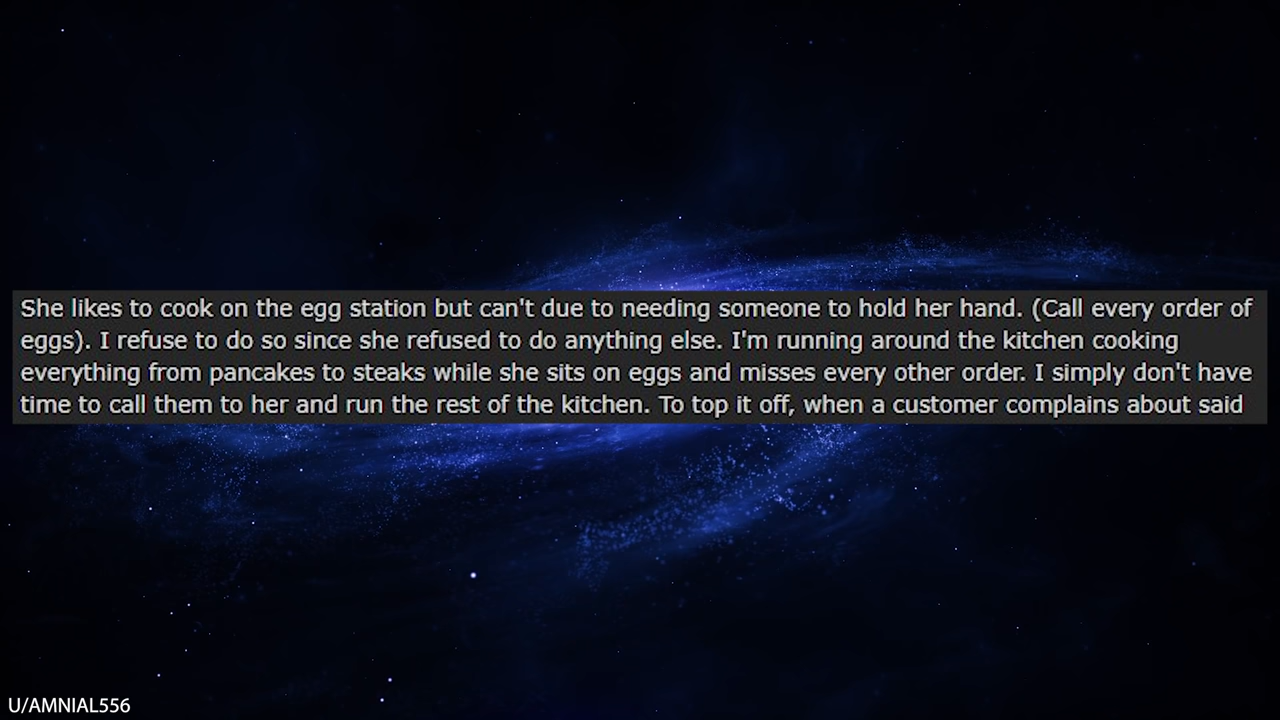 She likes to cook on the egg station but can't due to needing someone to hold her hand. (Call every order of
eggs). I refuse to do so since she refused to do anything else. I'm running around the kitchen cooking
everything from pancakes to steaks while she sits on eggs and misses every other order. I simply don't have
time to call them to her and run the rest of the kitchen. To top it off, when a customer complains about said
U/AMNIAL556